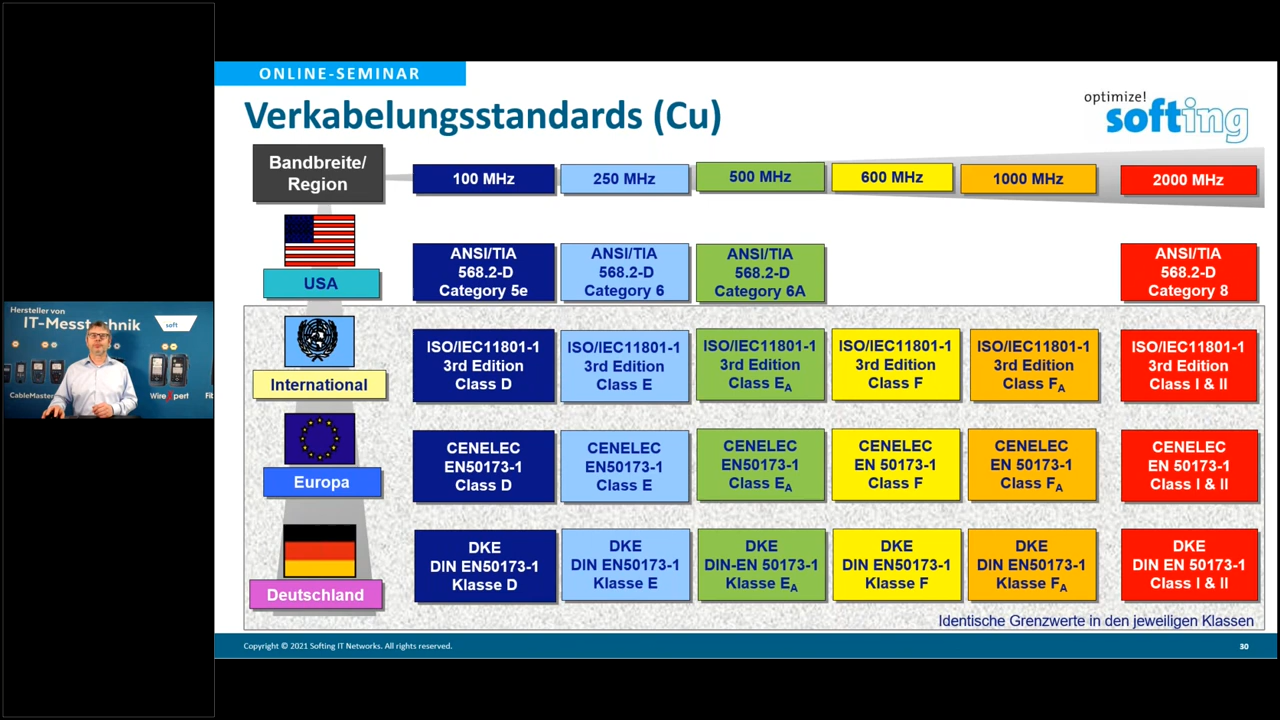 ONLINE-SEMINAR
Verkabelungsstandards (Cu)
optimize!
softing
Bandbreite/
Region
100 MHz
250 MHz
500 MHz
600 MHz
1000 MHz
2000 MHz
USA
ANSI/TIA
568.2-D
Category 5e
ANSI/TIA
568.2-D
Category 6
ANSI/TIA
568.2-D
Category 6A
ANSI/TIA
568.2-D
Category 8
International
ISO/IEC11801-1
3rd Edition
Class D
ISO/IEC11801-1
3rd Edition
Class E
ISO/IEC11801-1
3rd Edition
Class EA
ISO/IEC11801-1
3rd Edition
Class F
ISO/IEC11801-1
3rd Edition
Class FA
ISO/IEC11801-1
3rd Edition
Class I & II
Europa
CENELEC
EN50173-1
Class D
CENELEC
EN50173-1
Class E
CENELEC
EN50173-1
Class EA
CENELEC
EN 50173-1
Class F
CENELEC
EN 50173-1
Class FA
CENELEC
EN 50173-1
Class I & II
Deutschland
DKE
DIN EN50173-1
Klasse D
DKE
DIN EN50173-1
Klasse E
DKE
DIN-EN 50173-1
Klasse EA
DKE
DIN EN50173-1
Klasse F
DKE
DIN EN50173-1
Klasse FA
DKE
DIN EN 50173-1
Class I & II
Identische Grenzwerte in den jeweiligen Klassen
Copyright © 2021 Softing IT Networks. All rights reserved.
30
Hersteller von
IT-Messtechnik
soft
CableMaster
WireXpert
Fib